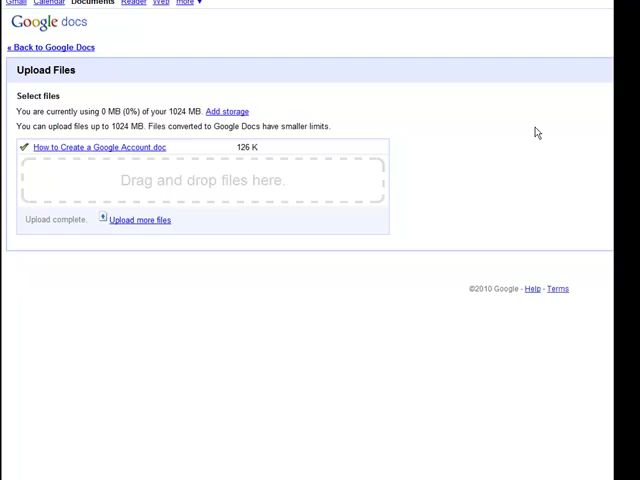 Gmail Calendar Documents Reader Web more ▼
Google docs
« Back to Google Docs
Upload Files
Select files
You are currently using 0 MB (0%) of your 1024 MB. Add storage
You can upload files up to 1024 MB. Files converted to Google Docs have smaller limits.
How to Create a Google Account.doc 126 K
Drag and drop files here.
Upload complete. Upload more files
©2010 Google - Help - Terms